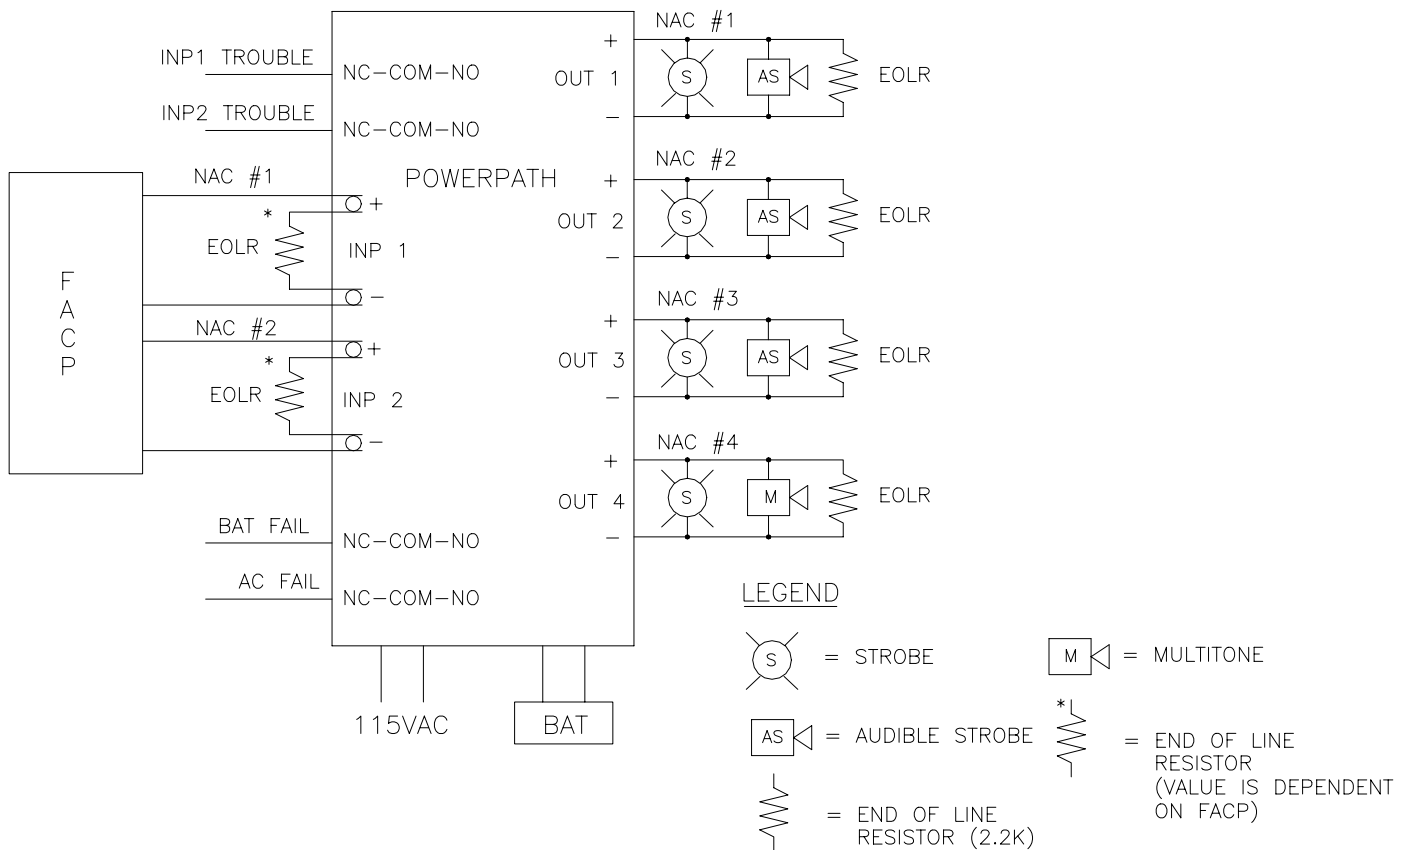 NAC #1
INP1 TROUBLE
NC-COM-NO
+
OUT 1
-
S
AS
EOLR
INP2 TROUBLE
NC-COM-NO
POWERPATH
NAC #1
*
EOLR
+
INP 1
-
NAC #2
+
OUT 2
-
S
AS
EOLR
F
A
C
P
NAC #2
*
EOLR
+
INP 2
-
NAC #3
+
OUT 3
-
S
AS
EOLR
NAC #4
+
OUT 4
-
S
M
EOLR
BAT FAIL
NC-COM-NO
AC FAIL
NC-COM-NO
115VAC
BAT
LEGEND
S = STROBE
M = MULTITONE
AS = AUDIBLE STROBE
* = END OF LINE
RESISTOR
(VALUE IS DEPENDENT
ON FACP)
= END OF LINE
RESISTOR (2.2K)